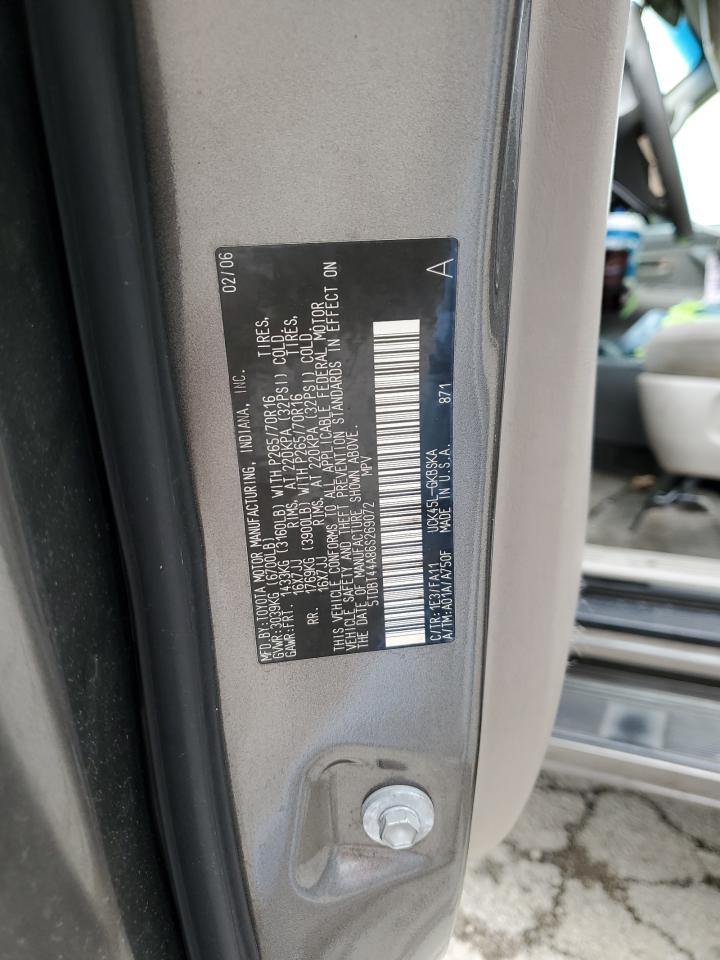 MFD.BY:TOYOTA MOTOR MANUFACTURING, INDIANA, INC. 02/06
GVWR:3039KG (6700LB)
GAWR:FRT. 1433KG (3160LB) WITH P265/70R16 TIRES,
16X7JJ RIMS, AT 220KPA (32PSI) COLD.
RR. 1769KG (3900LB) WITH P265/70R16 TIRES,
16X7JJ RIMS, AT 220KPA (32PSI) COLD.
THIS VEHICLE CONFORMS TO ALL APPLICABLE FEDERAL MOTOR
VEHICLE SAFETY AND THEFT PREVENTION STANDARDS IN EFFECT ON
THE DATE OF MANUFACTURE SHOWN ABOVE.
5TDBT44A86S269072 MPV
C/TR:1E3/FA11 UCK45L-GKBSKA
A/TM:A01A/A750F MADE IN U.S.A. 871 A